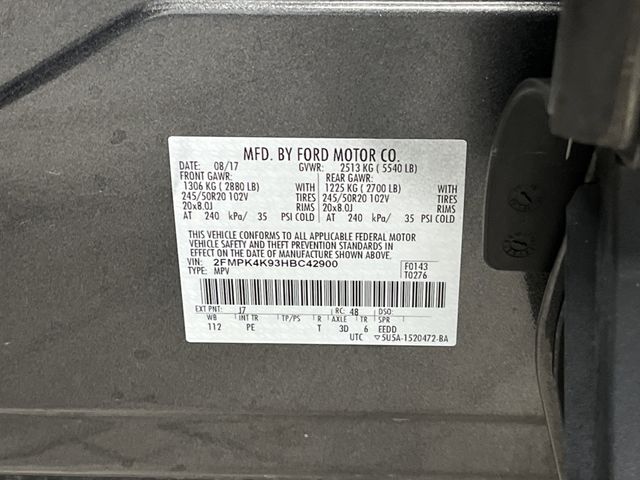 MFD. BY FORD MOTOR CO.
DATE: 08/17 GVWR: 2513 KG ( 5540 LB)
FRONT GAWR: REAR GAWR:
1306 KG ( 2880 LB) WITH 1225 KG ( 2700 LB) WITH
245/50R20 102V TIRES 245/50R20 102V TIRES
20x8.0J RIMS 20x8.0J RIMS
AT 240 kPa/ 35 PSI COLD AT 240 kPa/ 35 PSI COLD
THIS VEHICLE CONFORMS TO ALL APPLICABLE FEDERAL MOTOR
VEHICLE SAFETY AND THEFT PREVENTION STANDARDS IN
EFFECT ON THE DATE OF MANUFACTURE SHOWN ABOVE.
VIN: 2FMPK4K93HBC42900 F0143
TYPE: MPV T0276
EXT PNT: J7 RC: 48 DSO:
WB INT TR TP/PS R AXLE TR SPR
112 PE T 3D 6 EEDD
UTC ▽5U5A-1520472-BA